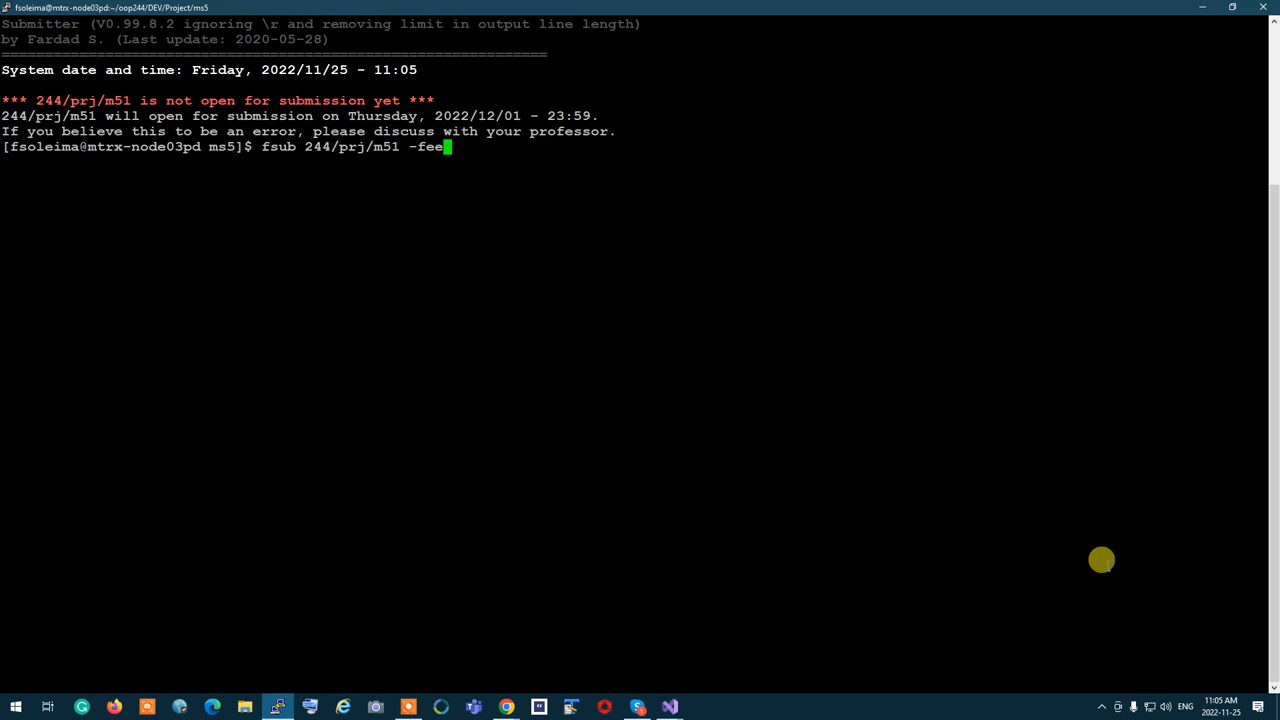 fsoleima@mtrx-node03pd:~/oop244/DEV/Project/ms5
Submitter (V0.99.8.2 ignoring \r and removing limit in output line length)
by Fardad S. (Last update: 2020-05-28)
===============================================================
System date and time: Friday, 2022/11/25 - 11:05
*** 244/prj/m51 is not open for submission yet ***
244/prj/m51 will open for submission on Thursday, 2022/12/01 - 23:59.
If you believe this to be an error, please discuss with your professor.
[fsoleima@mtrx-node03pd ms5]$ fsub 244/prj/m51 -fee
ENG
11:05 AM
2022-11-25